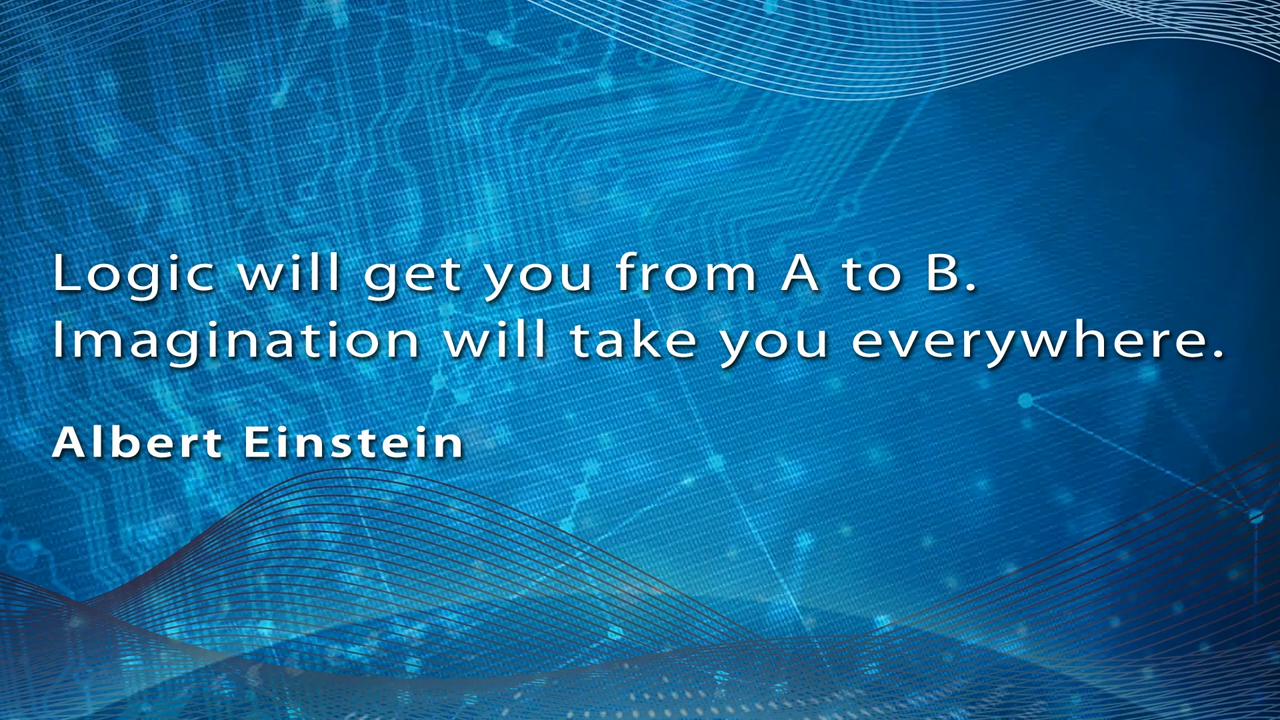 Logic will get you from A to B.
Imagination will take you everywhere.
Albert Einstein